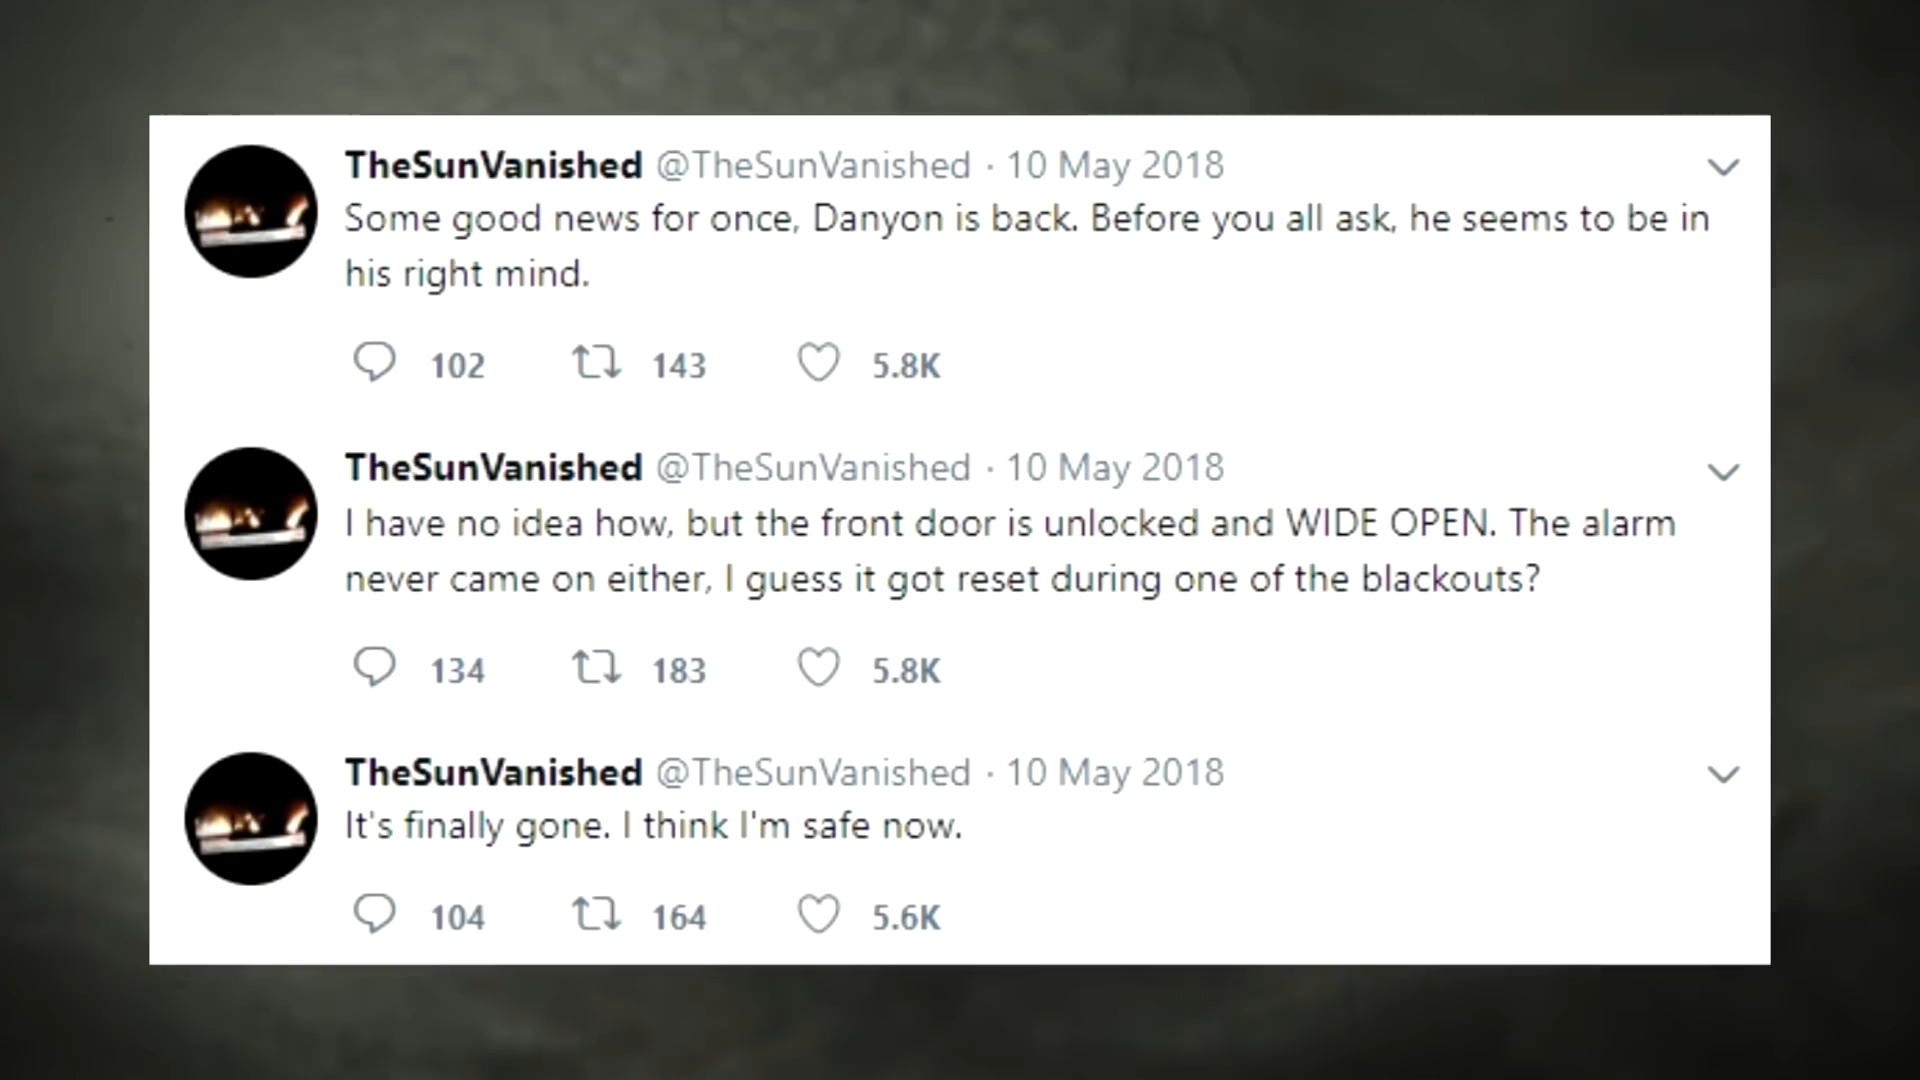 TheSunVanished @TheSunVanished · 10 May 2018
Some good news for once, Danyon is back. Before you all ask, he seems to be in
his right mind.
102 143 5.8K
TheSunVanished @TheSunVanished · 10 May 2018
I have no idea how, but the front door is unlocked and WIDE OPEN. The alarm
never came on either, I guess it got reset during one of the blackouts?
134 183 5.8K
TheSunVanished @TheSunVanished · 10 May 2018
It's finally gone. I think I'm safe now.
104 164 5.6K